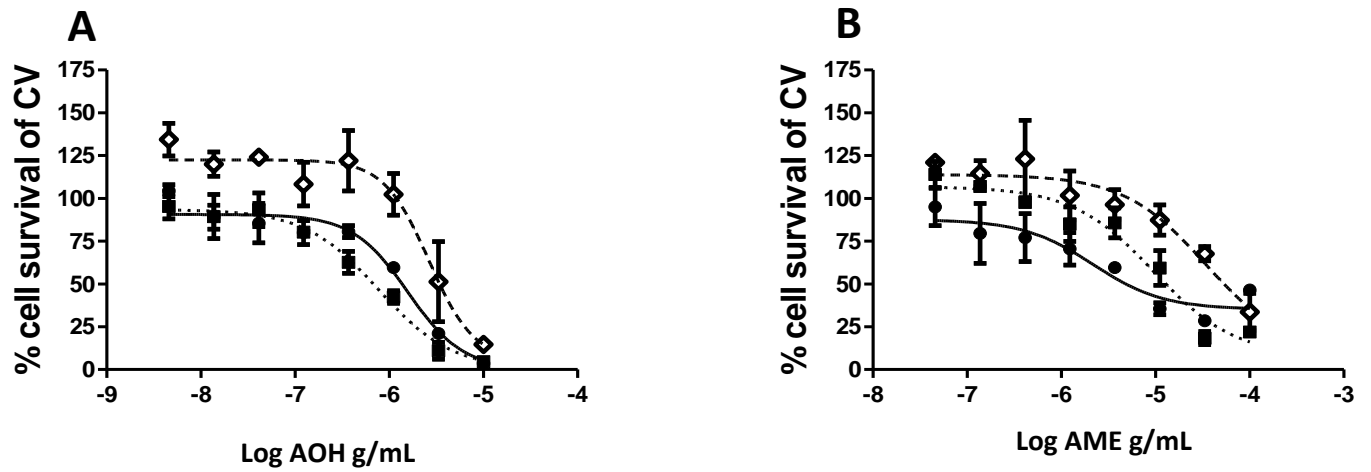 A
% cell survival of CV
175
150
125
100
75
50
25
0
-9 -8 -7 -6 -5 -4
Log AOH g/mL
B
% cell survival of CV
175
150
125
100
75
50
25
0
-8 -7 -6 -5 -4 -3
Log AME g/mL